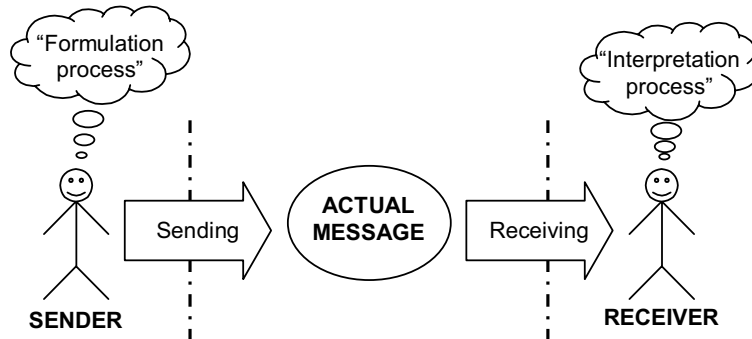 “Formulation
process”
“Interpretation
process”
Sending
ACTUAL
MESSAGE
Receiving
SENDER
RECEIVER